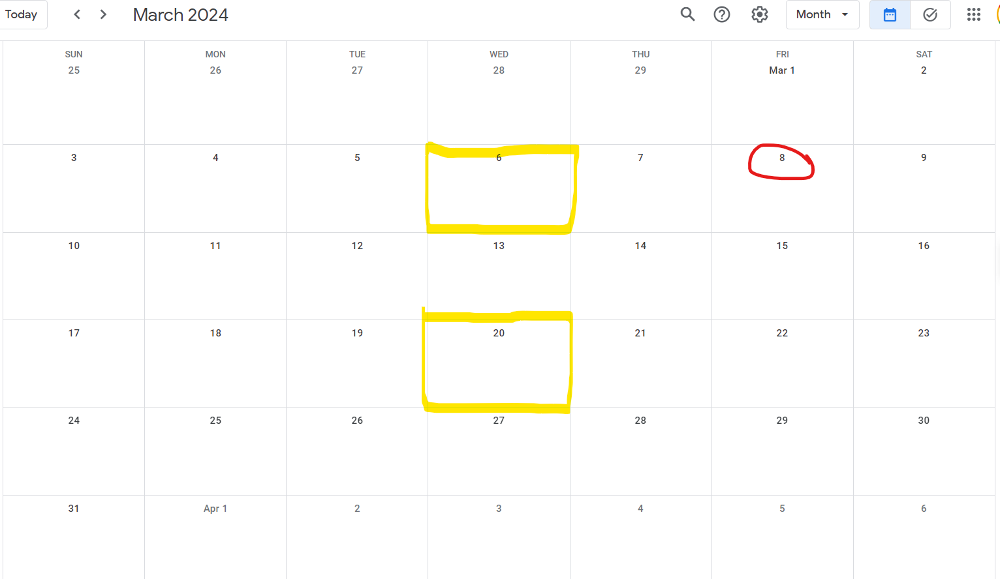 Today March 2024 Month
SUN MON TUE WED THU FRI SAT
25 26 27 28 29 Mar 1 2
3 4 5 6 7 8 9
10 11 12 13 14 15 16
17 18 19 20 21 22 23
24 25 26 27 28 29 30
31 Apr 1 2 3 4 5 6